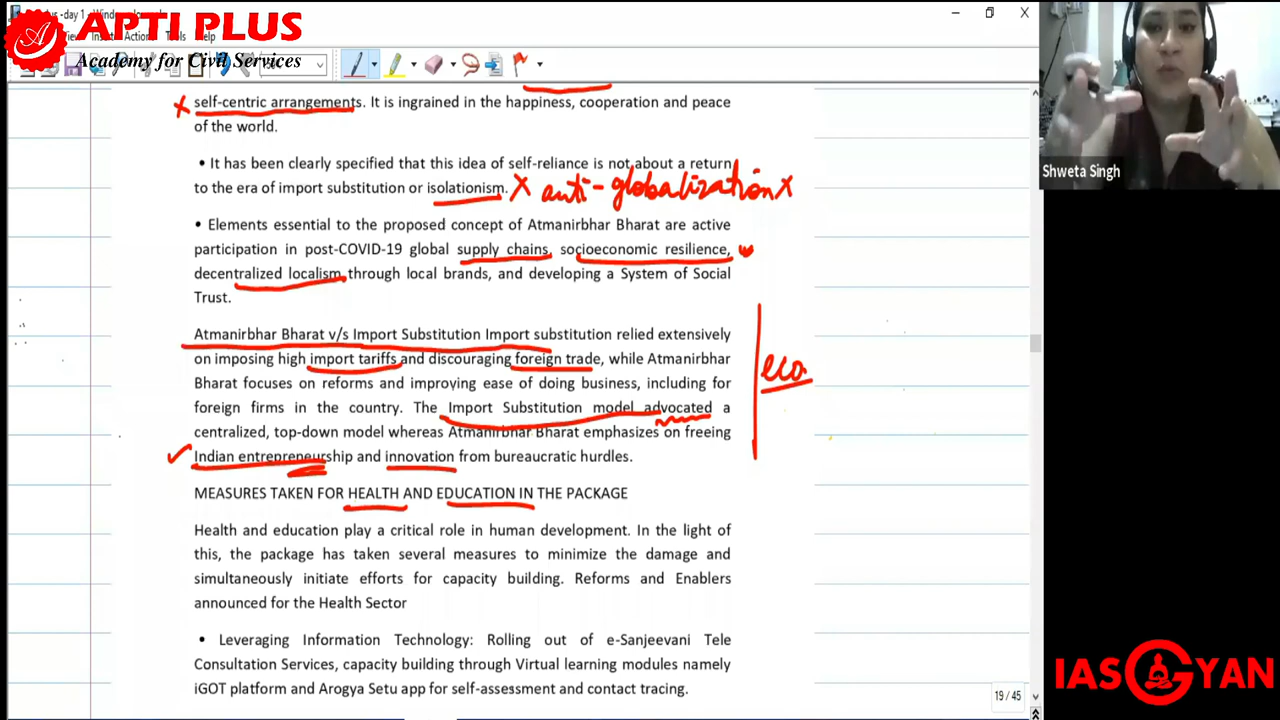 APTI PLUS
Academy for Civil Services
self-centric arrangements. It is ingrained in the happiness, cooperation and peace
of the world.
• It has been clearly specified that this idea of self-reliance is not about a return
to the era of import substitution or isolationism. X anti-globalization X
• Elements essential to the proposed concept of Atmanirbhar Bharat are active
participation in post-COVID-19 global supply chains, socioeconomic resilience,
decentralized localism through local brands, and developing a System of Social
Trust.
Atmanirbhar Bharat v/s Import Substitution Import substitution relied extensively
on imposing high import tariffs and discouraging foreign trade, while Atmanirbhar
Bharat focuses on reforms and improving ease of doing business, including for
foreign firms in the country. The Import Substitution model advocated a
centralized, top-down model whereas Atmanirbhar Bharat emphasizes on freeing
Indian entrepreneurship and innovation from bureaucratic hurdles.
eco
MEASURES TAKEN FOR HEALTH AND EDUCATION IN THE PACKAGE
Health and education play a critical role in human development. In the light of
this, the package has taken several measures to minimize the damage and
simultaneously initiate efforts for capacity building. Reforms and Enablers
announced for the Health Sector
• Leveraging Information Technology: Rolling out of e-Sanjeevani Tele
Consultation Services, capacity building through Virtual learning modules namely
iGOT platform and Arogya Setu app for self-assessment and contact tracing.
19 / 45
Shweta Singh
IASGYAN